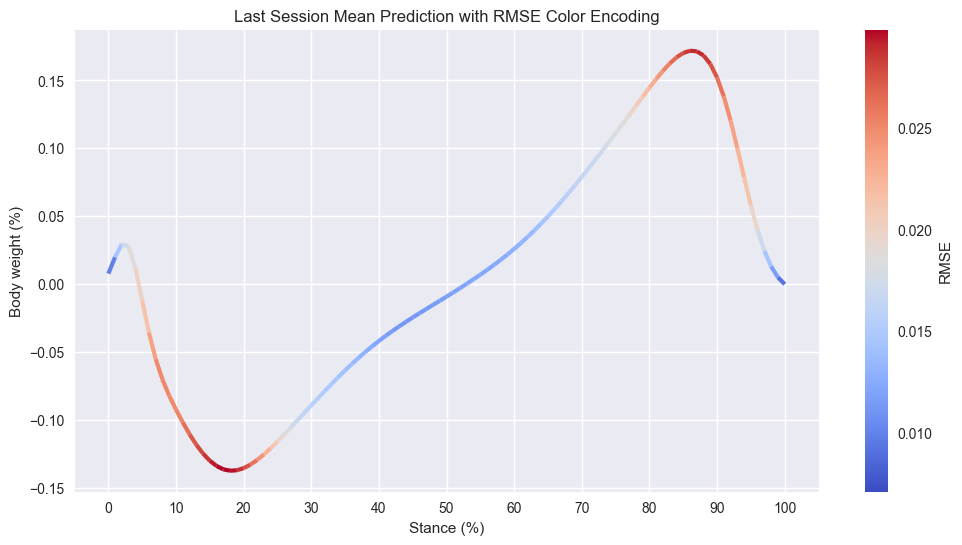 Last Session Mean Prediction with RMSE Color Encoding
Body weight (%)
0.15
0.10
0.05
0.00
−0.05
−0.10
−0.15
0 10 20 30 40 50 60 70 80 90 100
Stance (%)
0.025
0.020
0.015
0.010
RMSE